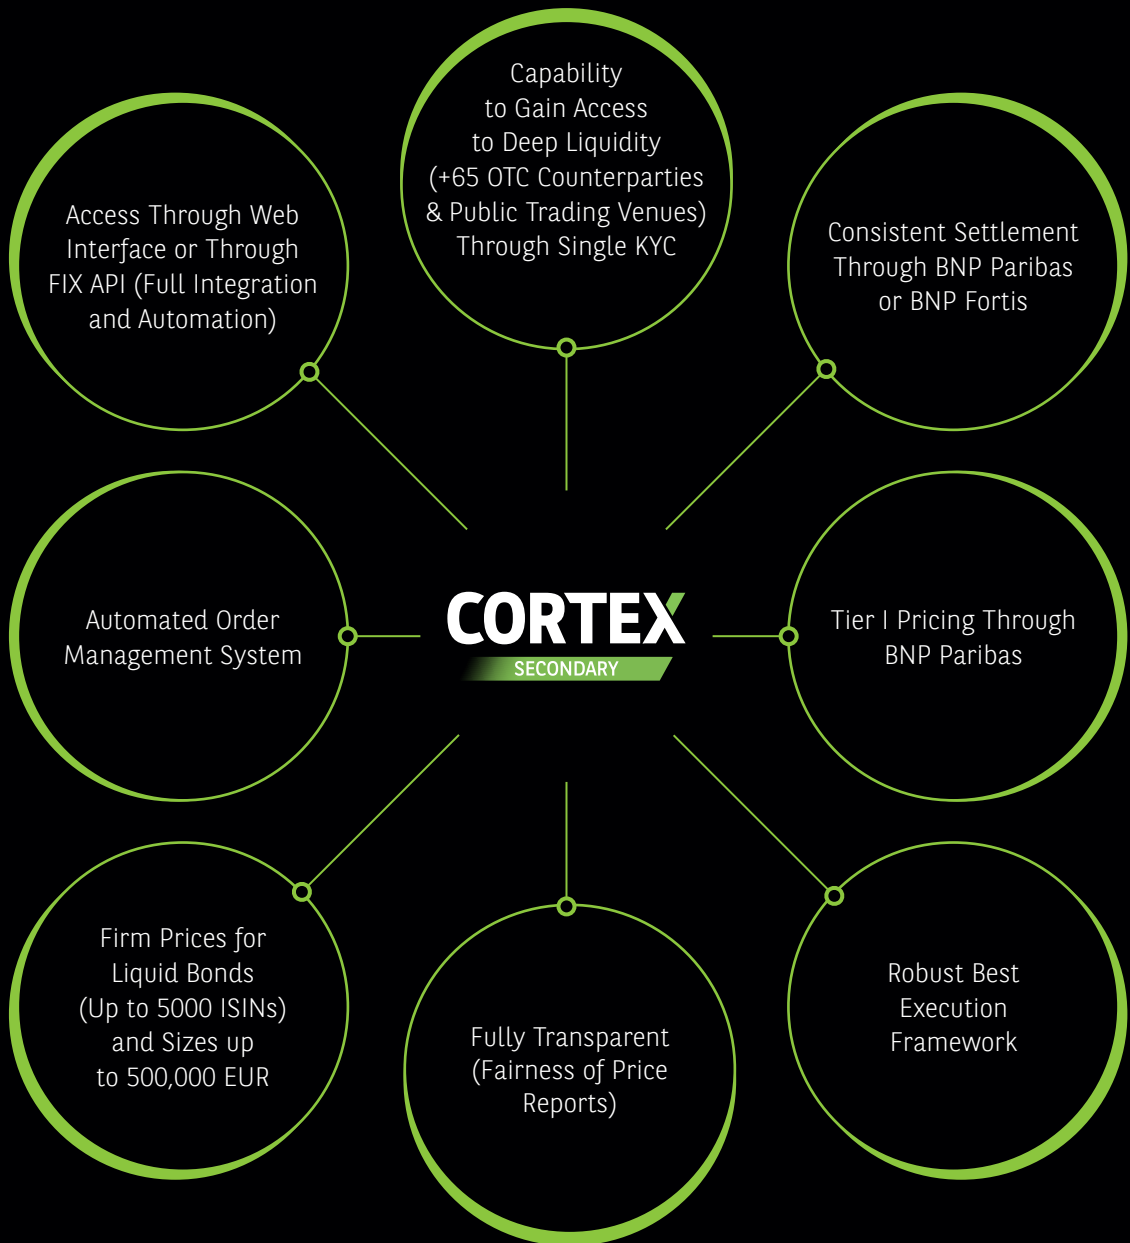 Capability
to Gain Access
to Deep Liquidity
(+65 OTC Counterparties
& Public Trading Venues)
Through Single KYC
Access Through Web
Interface or Through
FIX API (Full Integration
and Automation)
Consistent Settlement
Through BNP Paribas
or BNP Fortis
Automated Order
Management System
CORTEX
SECONDARY
Tier I Pricing Through
BNP Paribas
Firm Prices for
Liquid Bonds
(Up to 5000 ISINs)
and Sizes up
to 500,000 EUR
Fully Transparent
(Fairness of Price
Reports)
Robust Best
Execution
Framework